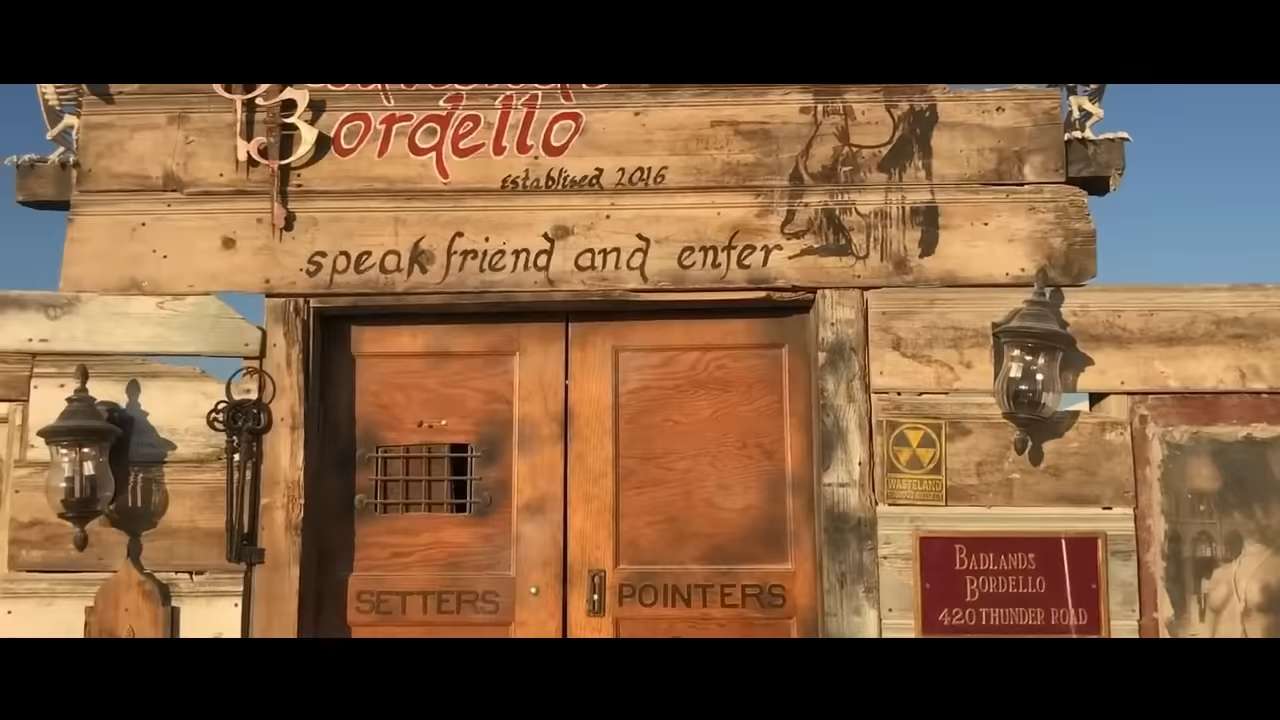 Bordello
establised 2016
speak friend and enter
WASTELAND
SETTERS
POINTERS
BADLANDS
BORDELLO
420 THUNDER ROAD